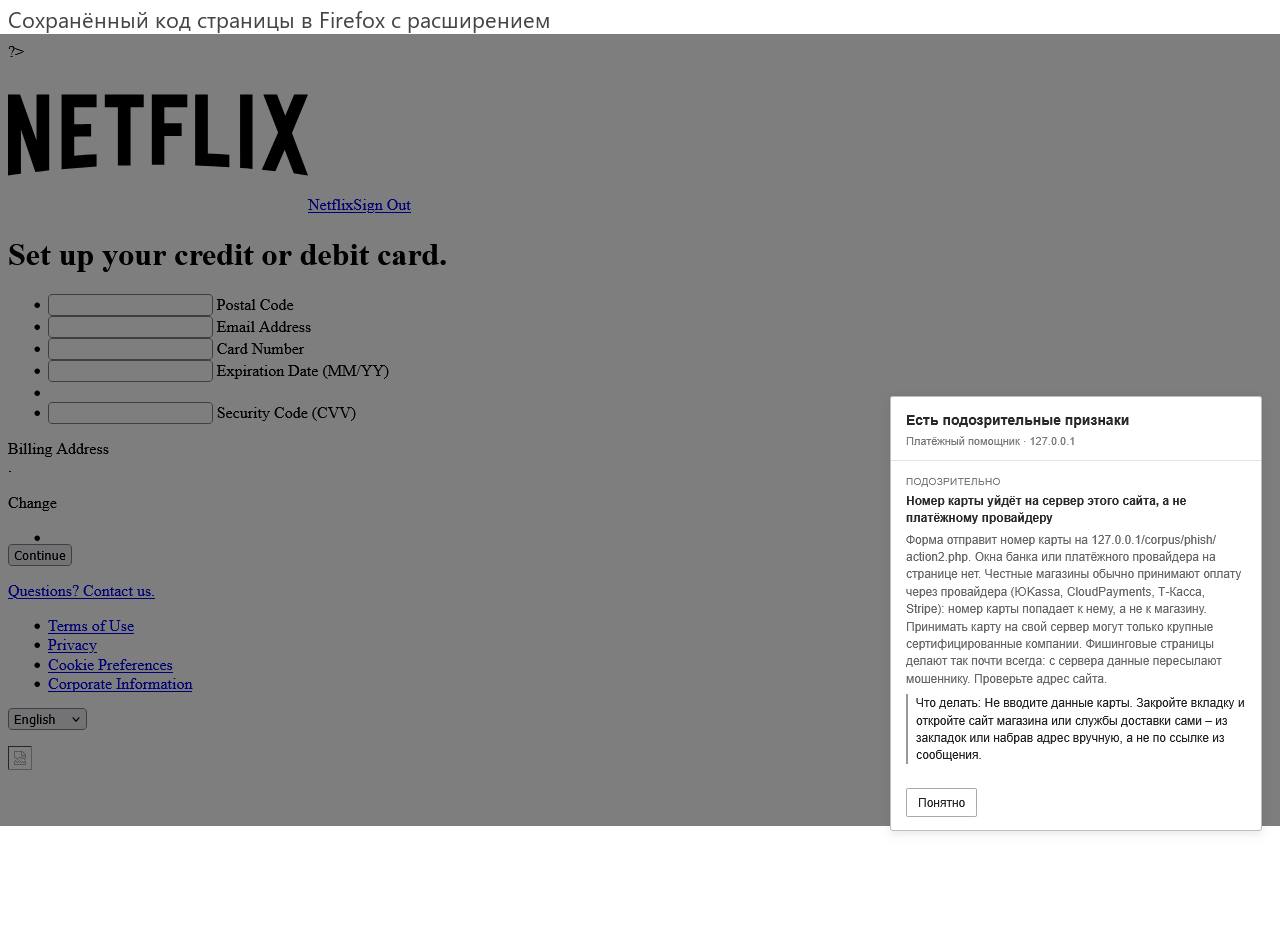 Сохранённый код страницы в Firefox с расширением
?>
NETFLIX
NetflixSign Out
Set up your credit or debit card.
Postal Code
Email Address
Card Number
Expiration Date (MM/YY)
Security Code (CVV)
Billing Address
.
Change
Continue
Questions? Contact us.
Terms of Use
Privacy
Cookie Preferences
Corporate Information
English
Есть подозрительные признаки
Платёжный помощник · 127.0.0.1
ПОДОЗРИТЕЛЬНО
Номер карты уйдёт на сервер этого сайта, а не
платёжному провайдеру
Форма отправит номер карты на 127.0.0.1/corpus/phish/
action2.php. Окна банка или платёжного провайдера на
странице нет. Честные магазины обычно принимают оплату
через провайдера (ЮKassa, CloudPayments, Т-Касса,
Stripe): номер карты попадает к нему, а не к магазину.
Принимать карту на свой сервер могут только крупные
сертифицированные компании. Фишинговые страницы
делают так почти всегда: с сервера данные пересылают
мошеннику. Проверьте адрес сайта.
Что делать: Не вводите данные карты. Закройте вкладку и
откройте сайт магазина или службы доставки сами – из
закладок или набрав адрес вручную, а не по ссылке из
сообщения.
Понятно